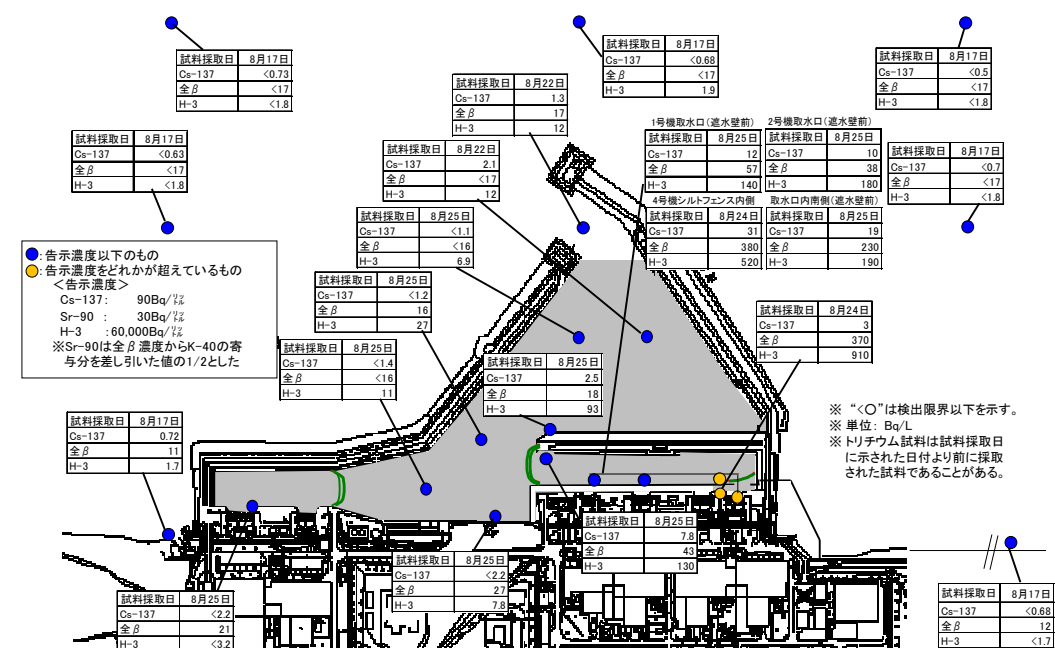 試料採取日 8月17日
Cs-137 <0.73
全β <17
H-3 <1.8
試料採取日 8月17日
Cs-137 <0.68
全β <17
H-3 1.9
試料採取日 8月17日
Cs-137 <0.5
全β <17
H-3 <1.8
試料採取日 8月22日
Cs-137 1.3
全β 17
H-3 12
試料採取日 8月17日
Cs-137 <0.63
全β <17
H-3 <1.8
試料採取日 8月22日
Cs-137 2.1
全β <17
H-3 12
1号機取水口(遮水壁前)
試料採取日 8月25日
Cs-137 12
全β 57
H-3 140
2号機取水口(遮水壁前)
試料採取日 8月25日
Cs-137 10
全β 38
H-3 180
試料採取日 8月17日
Cs-137 <0.7
全β <17
H-3 <1.8
4号機シルトフェンス内側
試料採取日 8月24日
Cs-137 31
全β 380
H-3 520
取水口内南側(遮水壁前)
試料採取日 8月25日
Cs-137 19
全β 230
H-3 190
試料採取日 8月25日
Cs-137 <1.1
全β <16
H-3 6.9
:告示濃度以下のもの
:告示濃度をどれかが超えているもの
<告示濃度>
Cs-137: 90Bq/㍑
Sr-90 : 30Bq/㍑
H-3 :60,000Bq/㍑
※Sr-90は全β濃度からK-40の寄
与分を差し引いた値の1/2とした
試料採取日 8月25日
Cs-137 <1.2
全β 16
H-3 27
試料採取日 8月24日
Cs-137 3
全β 370
H-3 910
試料採取日 8月25日
Cs-137 <1.4
全β <16
H-3 11
試料採取日 8月25日
Cs-137 2.5
全β 18
H-3 93
※ “<○”は検出限界以下を示す。
※ 単位: Bq/L
※ トリチウム試料は試料採取日
に示された日付より前に採取
された試料であることがある。
試料採取日 8月17日
Cs-137 0.72
全β 11
H-3 1.7
試料採取日 8月25日
Cs-137 7.8
全β 43
H-3 130
試料採取日 8月25日
Cs-137 <2.2
全β 27
H-3 7.8
試料採取日 8月25日
Cs-137 <2.2
全β 21
H-3 <3.2
試料採取日 8月17日
Cs-137 <0.68
全β 12
H-3 <1.7